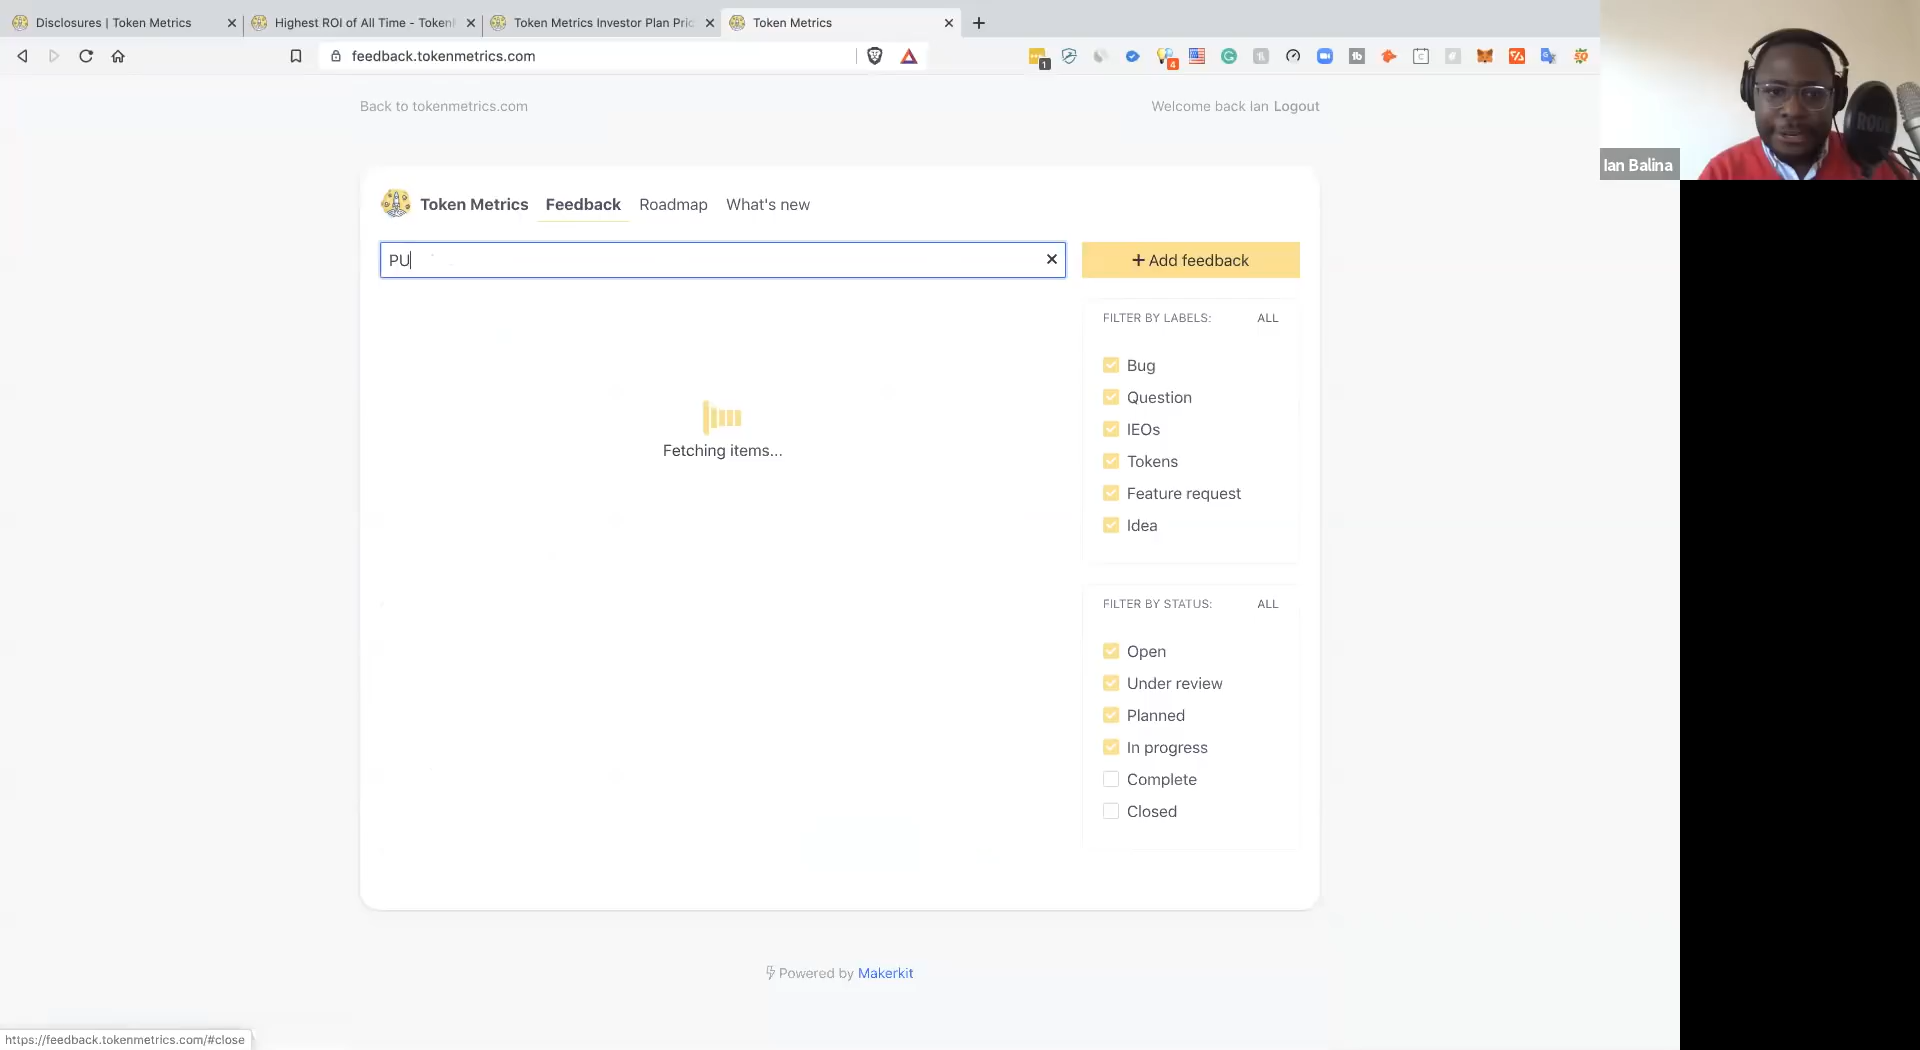 Disclosures | Token Metrics
Highest ROI of All Time - Token
Token Metrics Investor Plan Pric
Token Metrics
feedback.tokenmetrics.com
1
4
Back to tokenmetrics.com
Welcome back Ian Logout
RODE
Ian Balina
Token Metrics
Feedback
Roadmap
What's new
PU
+ Add feedback
Fetching items...
FILTER BY LABELS:
ALL
Bug
Question
IEOs
Tokens
Feature request
Idea
FILTER BY STATUS:
ALL
Open
Under review
Planned
In progress
Complete
Closed
Powered by Makerkit
https://feedback.tokenmetrics.com/#close